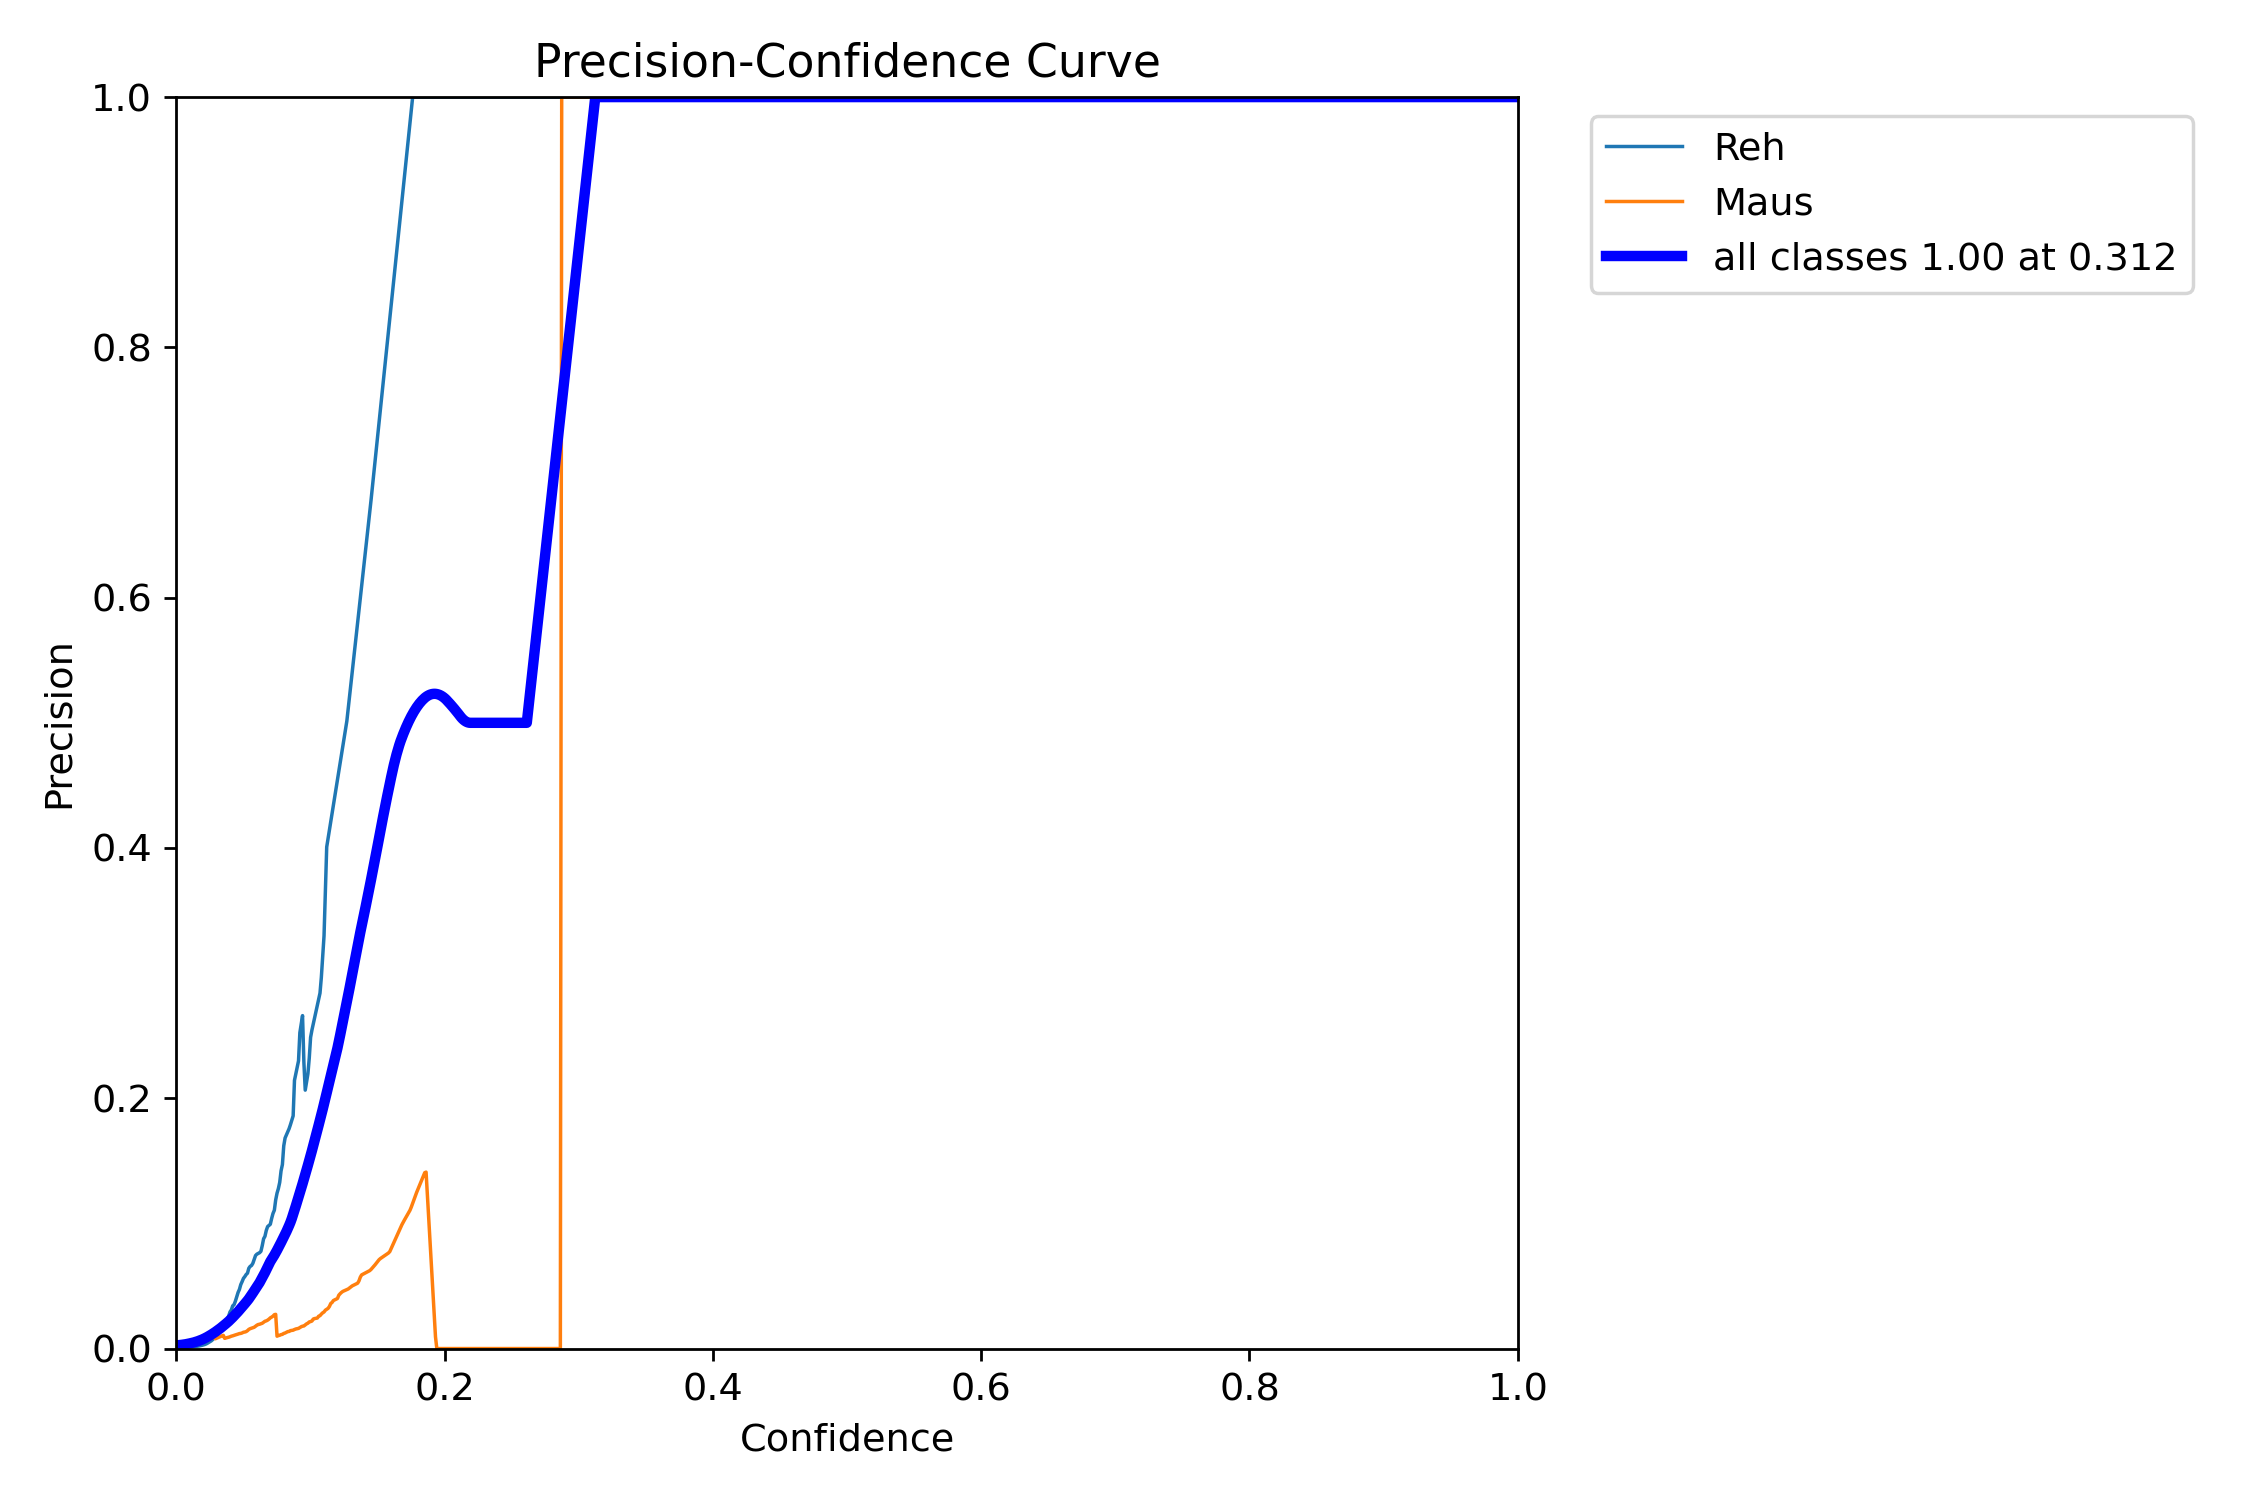 Precision-Confidence Curve
1.0
0.8
0.6
0.4
0.2
0.0
Precision
0.0 0.2 0.4 0.6 0.8 1.0
Confidence
Reh
Maus
all classes 1.00 at 0.312